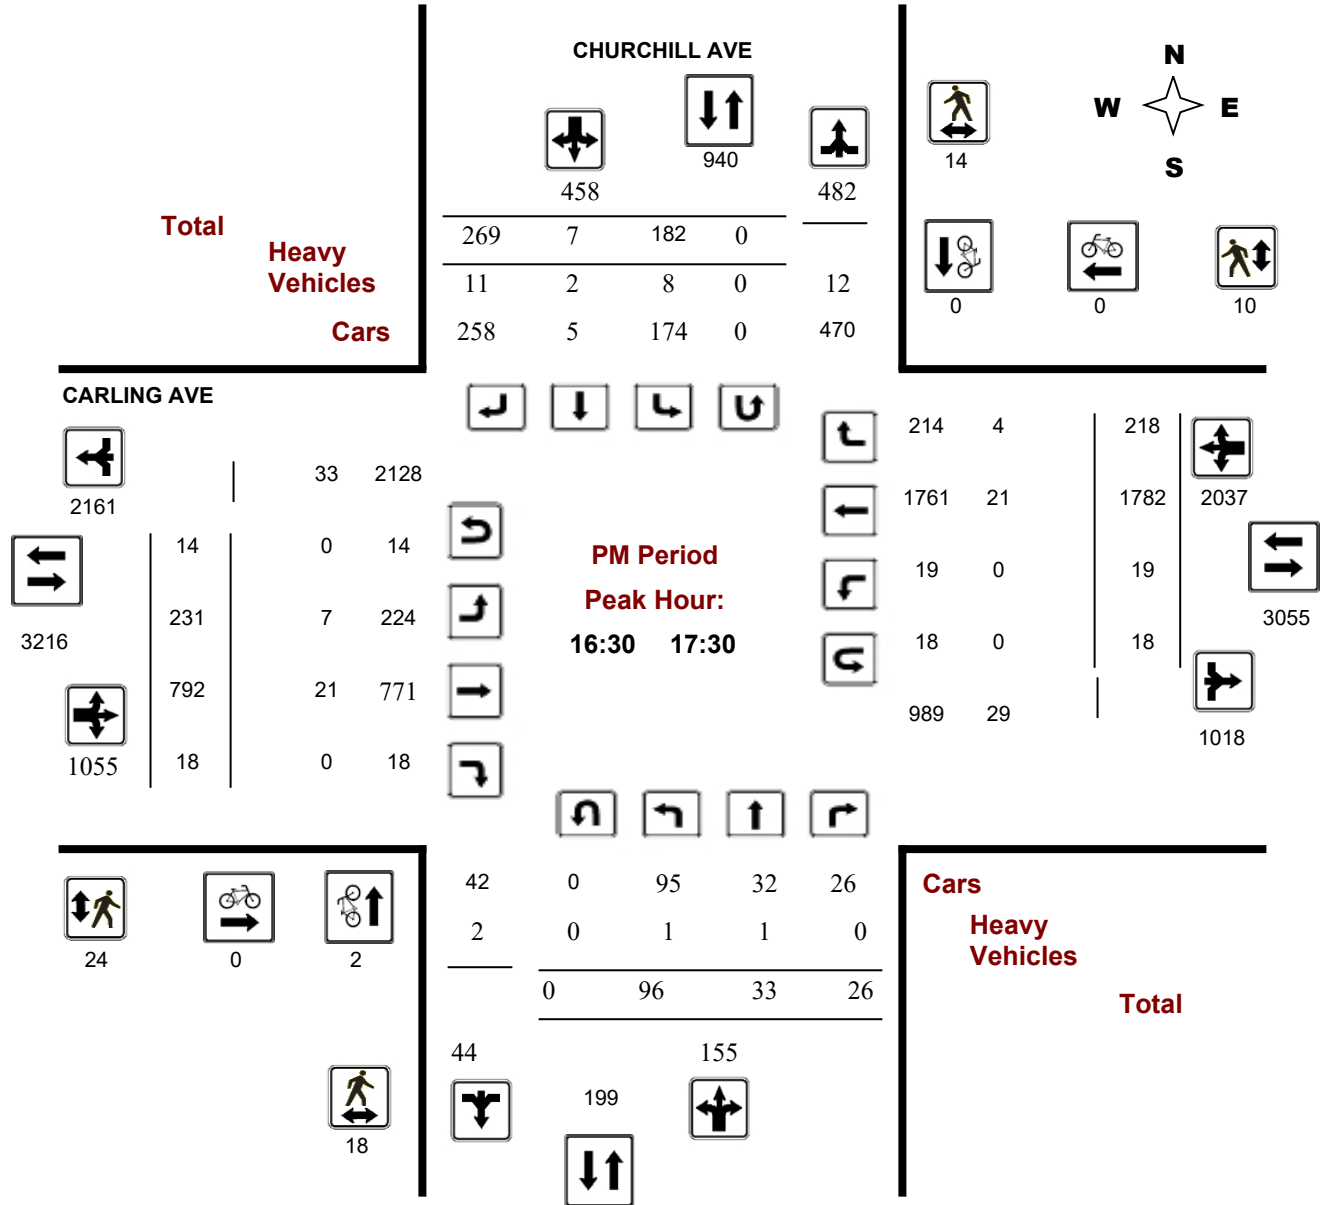 CHURCHILL AVE
N
W E
S
940
14
458
482
Total
269 7 182 0
Heavy
Vehicles
11 2 8 0 12
0 0 10
Cars
258 5 174 0 470
CARLING AVE
214 4 218
33 2128
2161
1761 21 1782 2037
14 0 14
PM Period
19 0 19
Peak Hour:
231 7 224
3055
3216
16:30 17:30
18 0 18
792 21 771
989 29
1018
1055 18 0 18
42 0 95 32 26
Cars
2 0 1 1 0
Heavy
Vehicles
24 0 2
0 96 33 26
Total
44 155
199
18